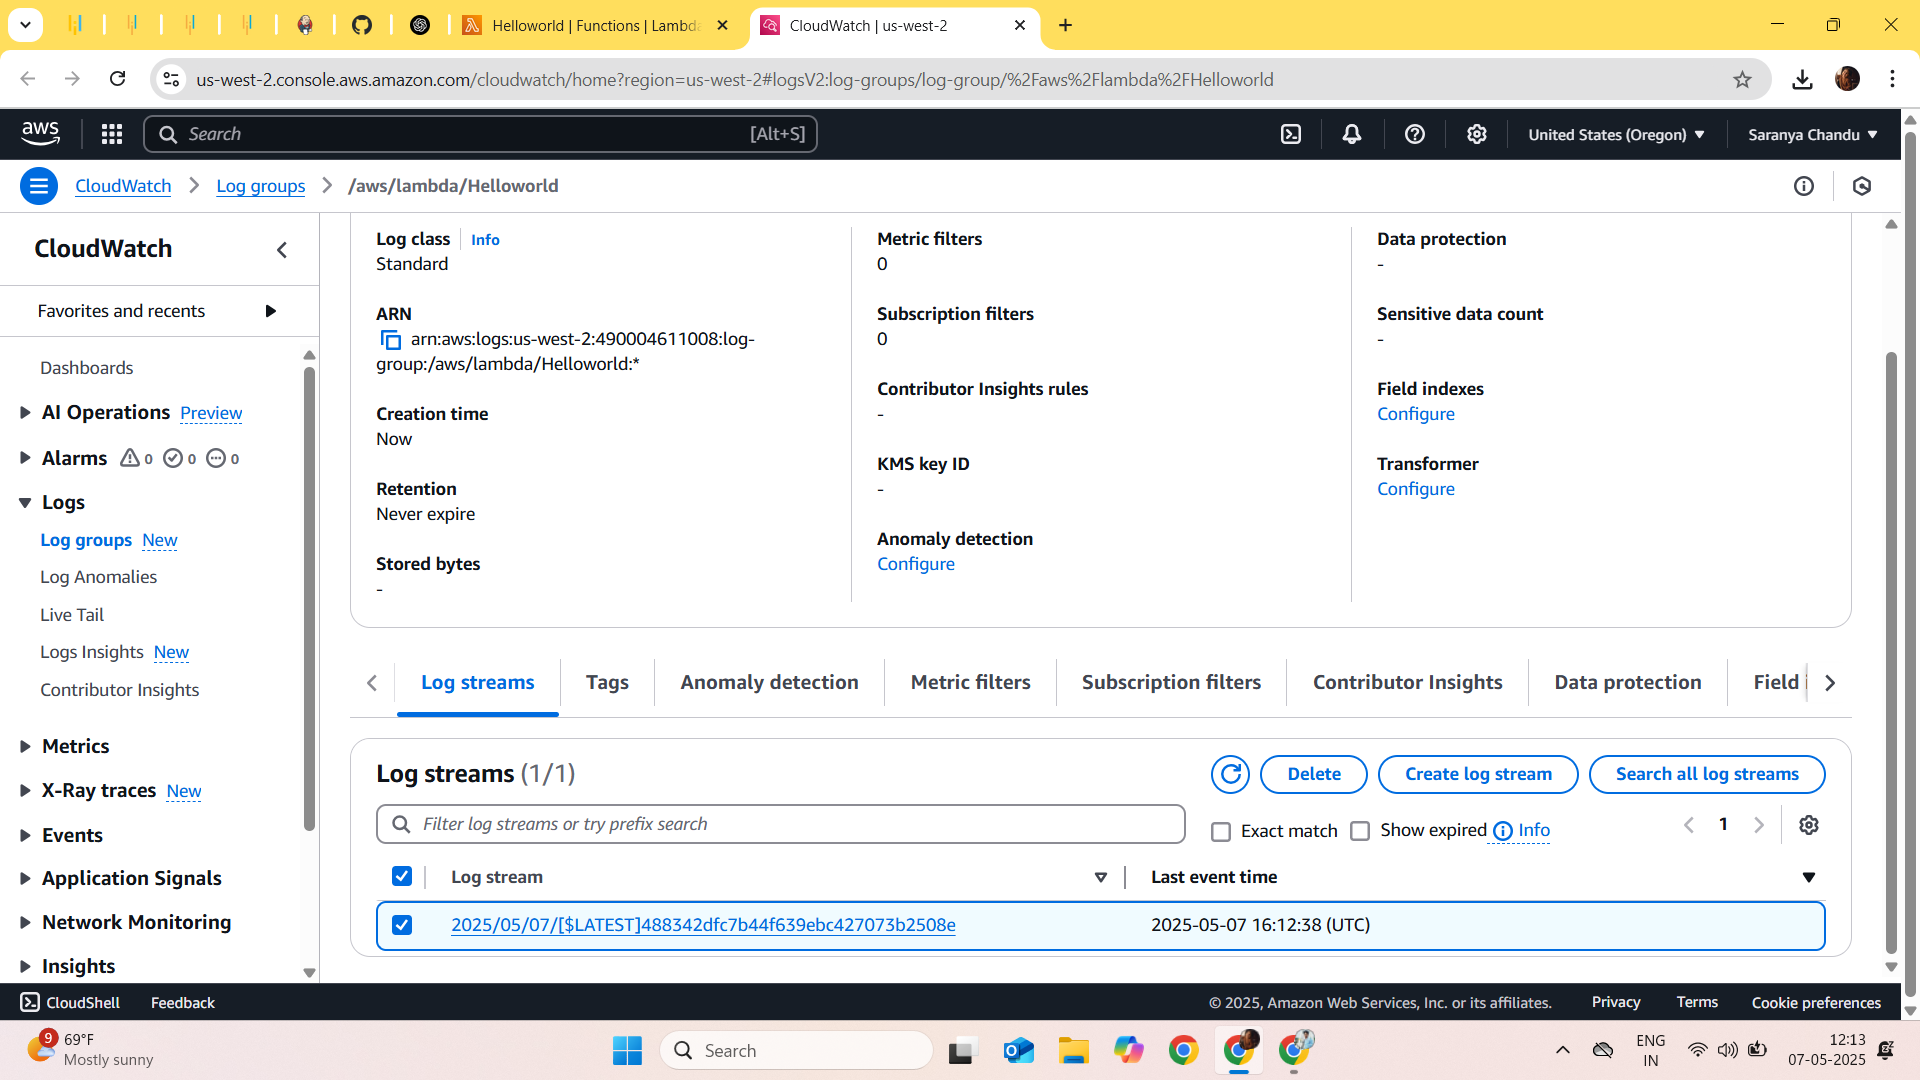 Helloworld | Functions | Lambda
CloudWatch | us-west-2
us-west-2.console.aws.amazon.com/cloudwatch/home?region=us-west-2#logsV2:log-groups/log-group/%2Faws%2Flambda%2FHelloworld
aws
Search
[Alt+S]
United States (Oregon)
Saranya Chandu
CloudWatch
Log groups
/aws/lambda/Helloworld
CloudWatch
Favorites and recents
Dashboards
AI Operations Preview
Alarms 0 0 0
Logs
Log groups New
Log Anomalies
Live Tail
Logs Insights New
Contributor Insights
Metrics
X-Ray traces New
Events
Application Signals
Network Monitoring
Insights
Log class Info
Standard
ARN
arn:aws:logs:us-west-2:490004611008:log-
group:/aws/lambda/Helloworld:*
Creation time
Now
Retention
Never expire
Stored bytes
-
Metric filters
0
Subscription filters
0
Contributor Insights rules
-
KMS key ID
-
Anomaly detection
Configure
Data protection
-
Sensitive data count
-
Field indexes
Configure
Transformer
Configure
Log streams
Tags
Anomaly detection
Metric filters
Subscription filters
Contributor Insights
Data protection
Field
Log streams (1/1)
Delete
Create log stream
Search all log streams
Filter log streams or try prefix search
Exact match
Show expired
Info
1
Log stream
Last event time
2025/05/07/[$LATEST]488342dfc7b44f639ebc427073b2508e
2025-05-07 16:12:38 (UTC)
CloudShell
Feedback
© 2025, Amazon Web Services, Inc. or its affiliates.
Privacy
Terms
Cookie preferences
9
69°F
Mostly sunny
Search
ENG
IN
12:13
07-05-2025